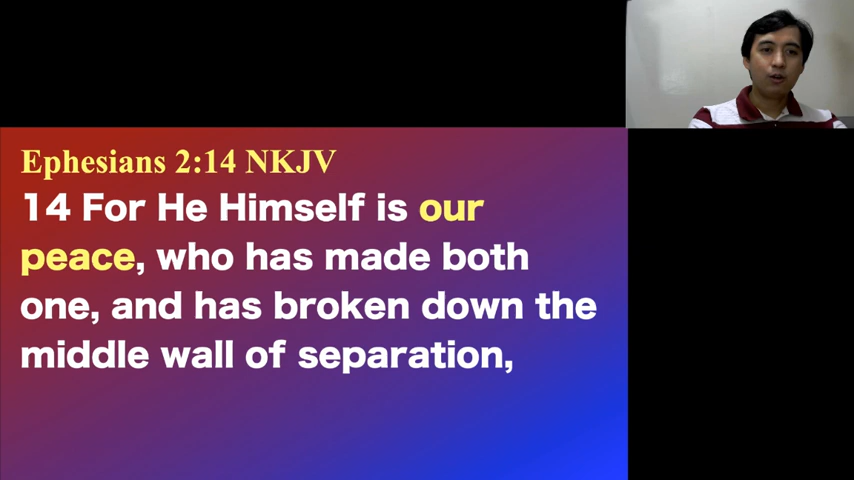 Ephesians 2:14 NKJV
14 For He Himself is our
peace, who has made both
one, and has broken down the
middle wall of separation,